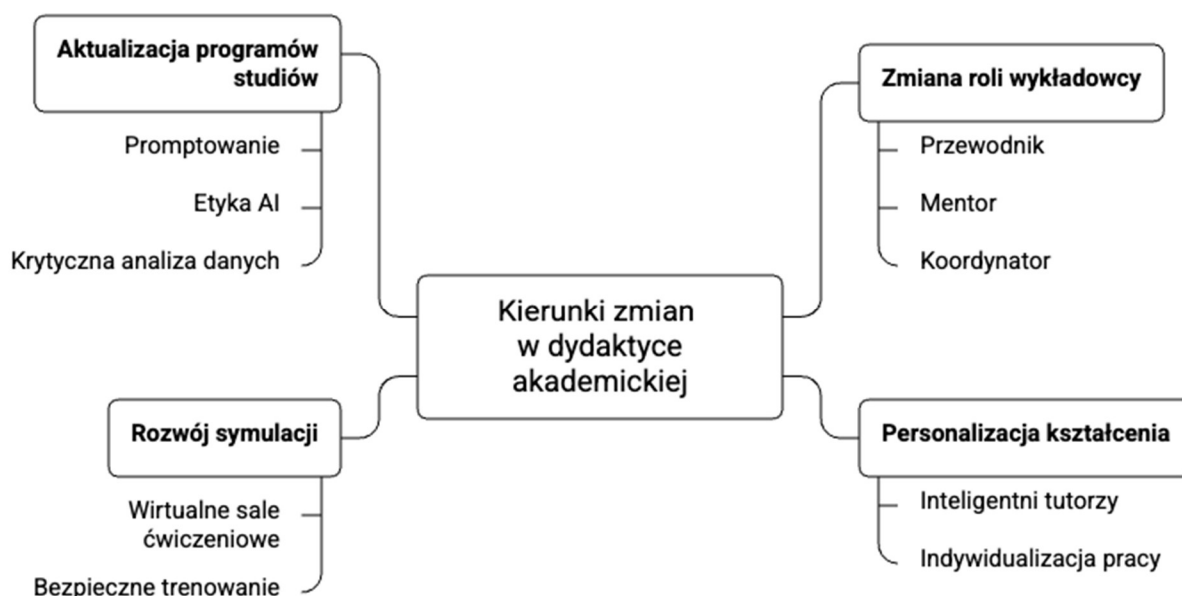 Aktualizacja programów
studiów
Promptowanie
Etyka AI
Krytyczna analiza danych
Zmiana roli wykładowcy
Przewodnik
Mentor
Koordynator
Kierunki zmian
w dydaktyce
akademickiej
Rozwój symulacji
Wirtualne sale
ćwiczeniowe
Bezpieczne trenowanie
Personalizacja kształcenia
Inteligentni tutorzy
Indywidualizacja pracy